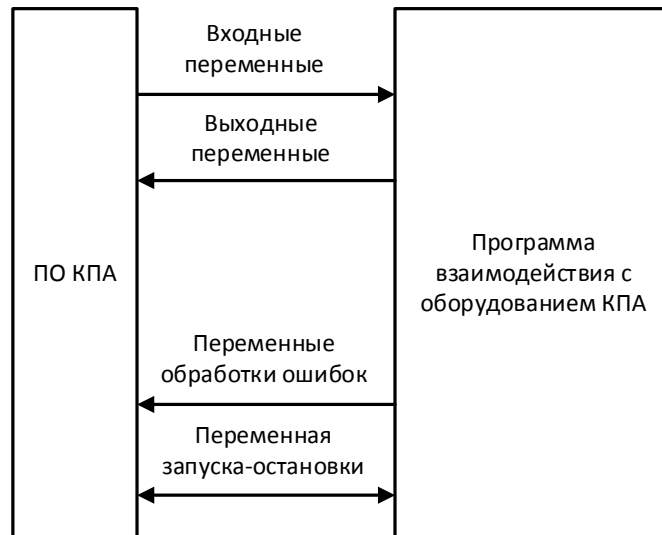 Входные
переменные
Выходные
переменные
ПО КПА
Программа
взаимодействия с
оборудованием КПА
Переменные
обработки ошибок
Переменная
запуска-остановки